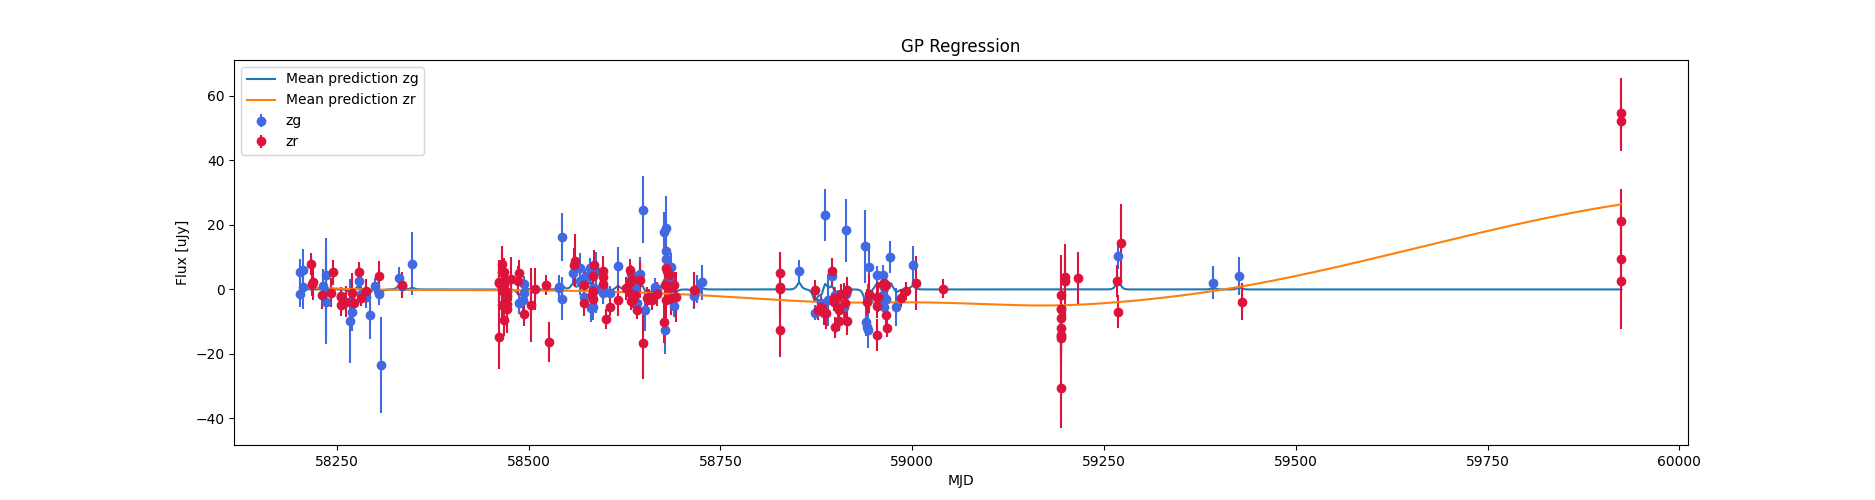 GP Regression
Mean prediction zg
Mean prediction zr
zg
zr
Flux [uJy]
60
40
20
0
−20
−40
58250 58500 58750 59000 59250 59500 59750 60000
MJD